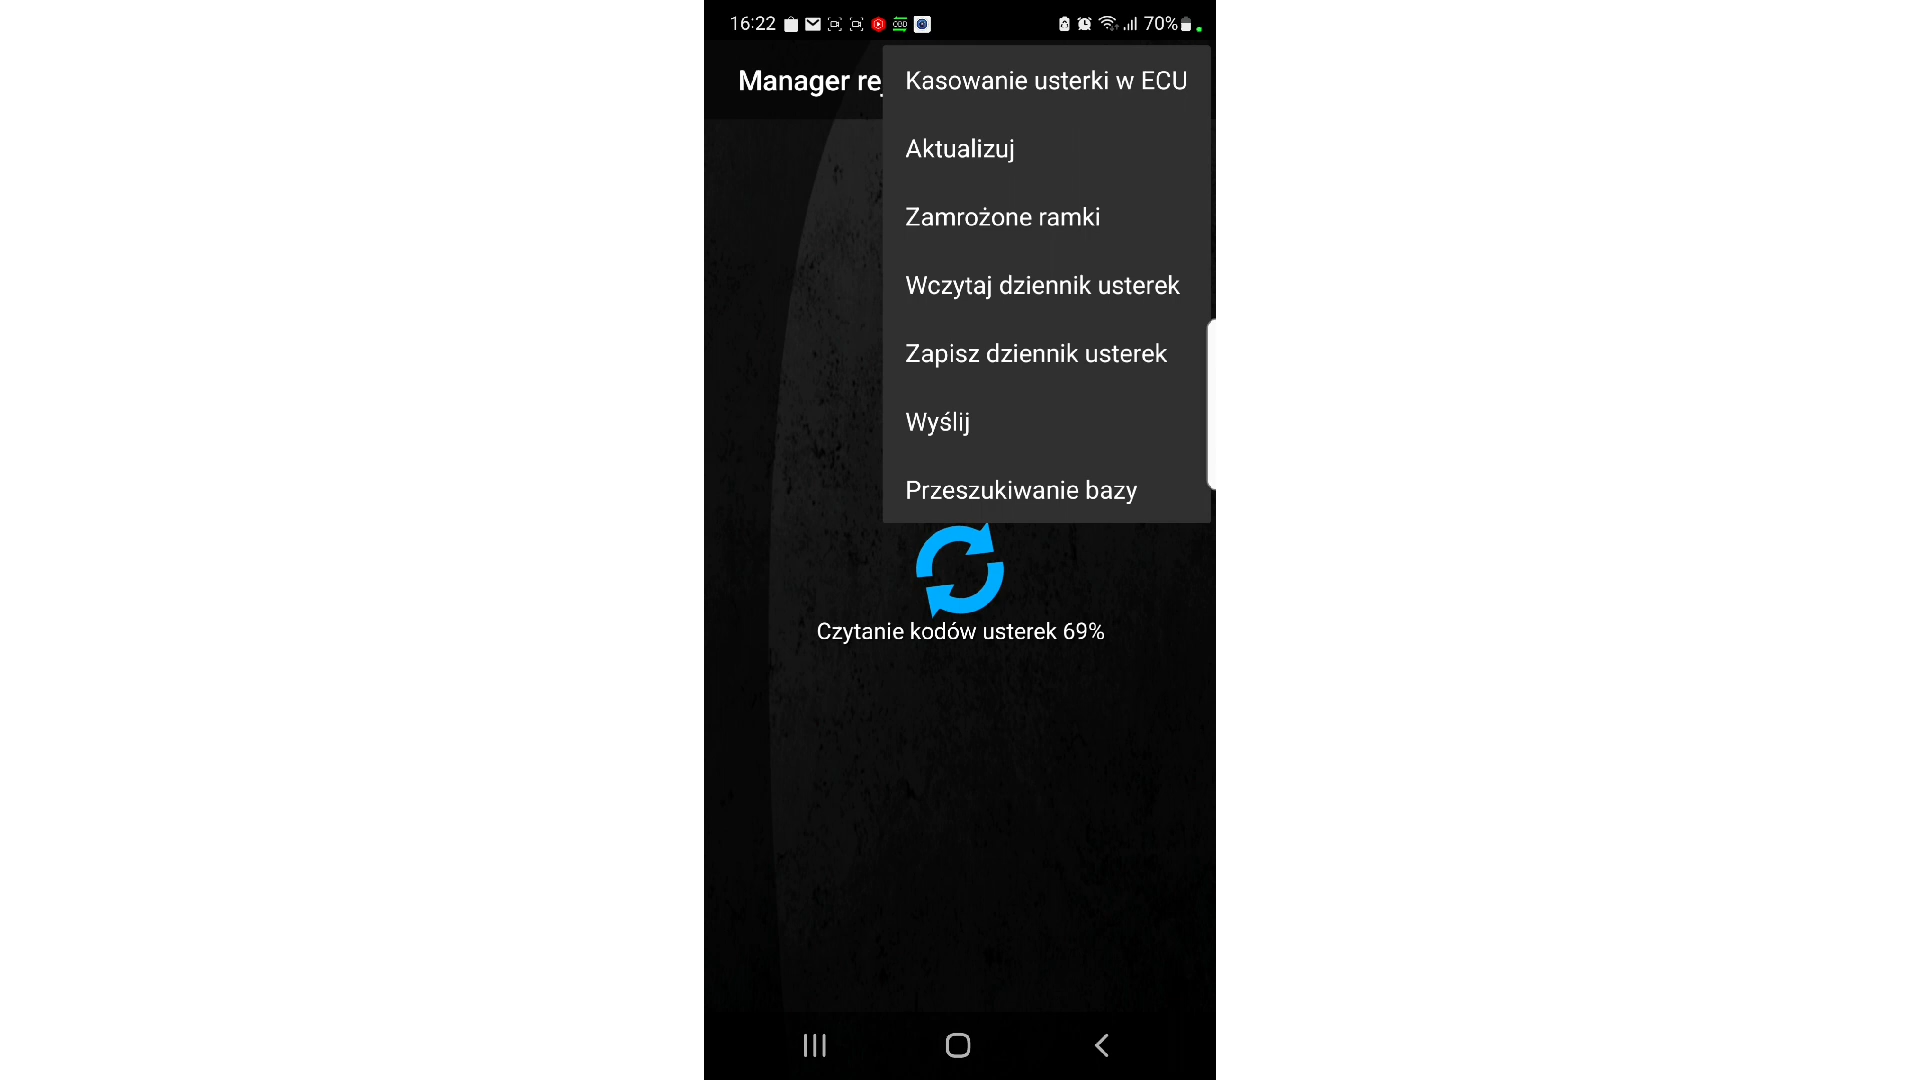 16:22
70%
Manager re
Kasowanie usterki w ECU
Aktualizuj
Zamrożone ramki
Wczytaj dziennik usterek
Zapisz dziennik usterek
Wyślij
Przeszukiwanie bazy
Czytanie kodów usterek 69%